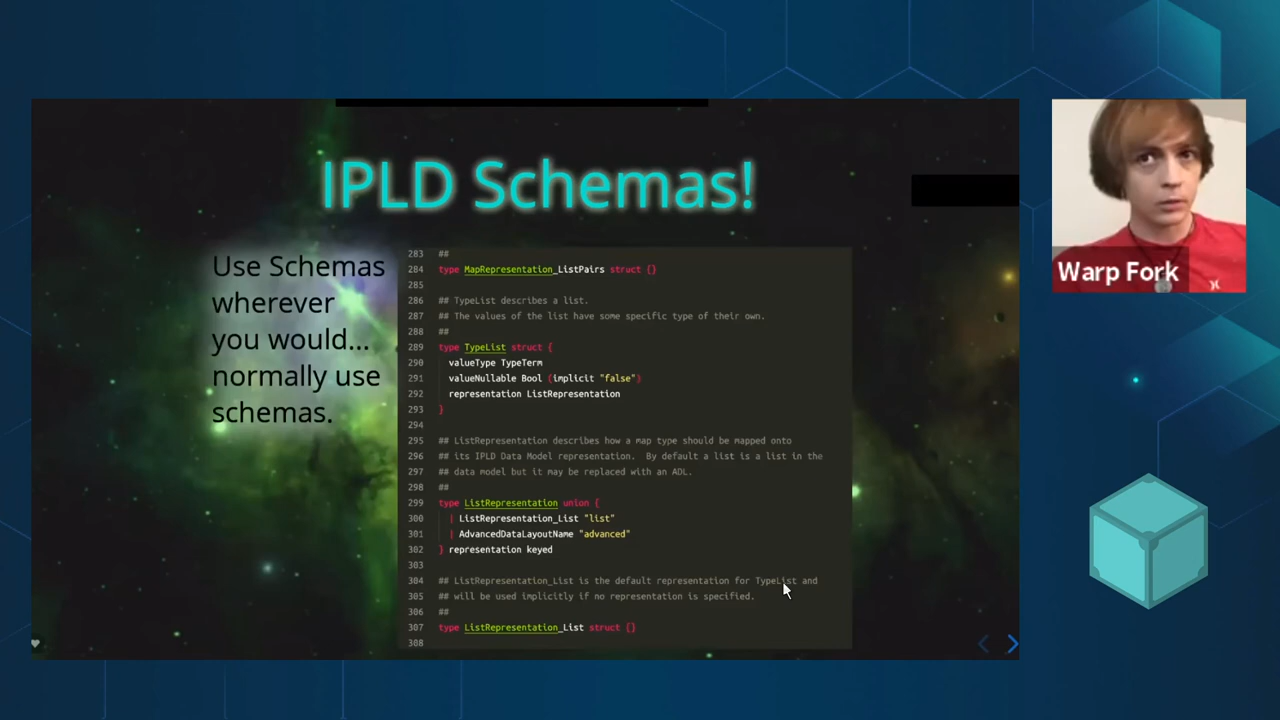 IPLD Schemas!
Use Schemas
wherever
you would...
normally use
schemas.
283 ##
284 type MapRepresentation_ListPairs struct {}
285
286 ## TypeList describes a list.
287 ## The values of the list have some specific type of their own.
288 ##
289 type TypeList struct {
290 valueType TypeTerm
291 valueNullable Bool (implicit "false")
292 representation ListRepresentation
293 }
294
295 ## ListRepresentation describes how a map type should be mapped onto
296 ## its IPLD Data Model representation. By default a list is a list in the
297 ## data model but it may be replaced with an ADL.
298 ##
299 type ListRepresentation union {
300 | ListRepresentation_List "list"
301 | AdvancedDataLayoutName "advanced"
302 } representation keyed
303
304 ## ListRepresentation_List is the default representation for TypeList and
305 ## will be used implicitly if no representation is specified.
306 ##
307 type ListRepresentation_List struct {}
308
Warp Fork